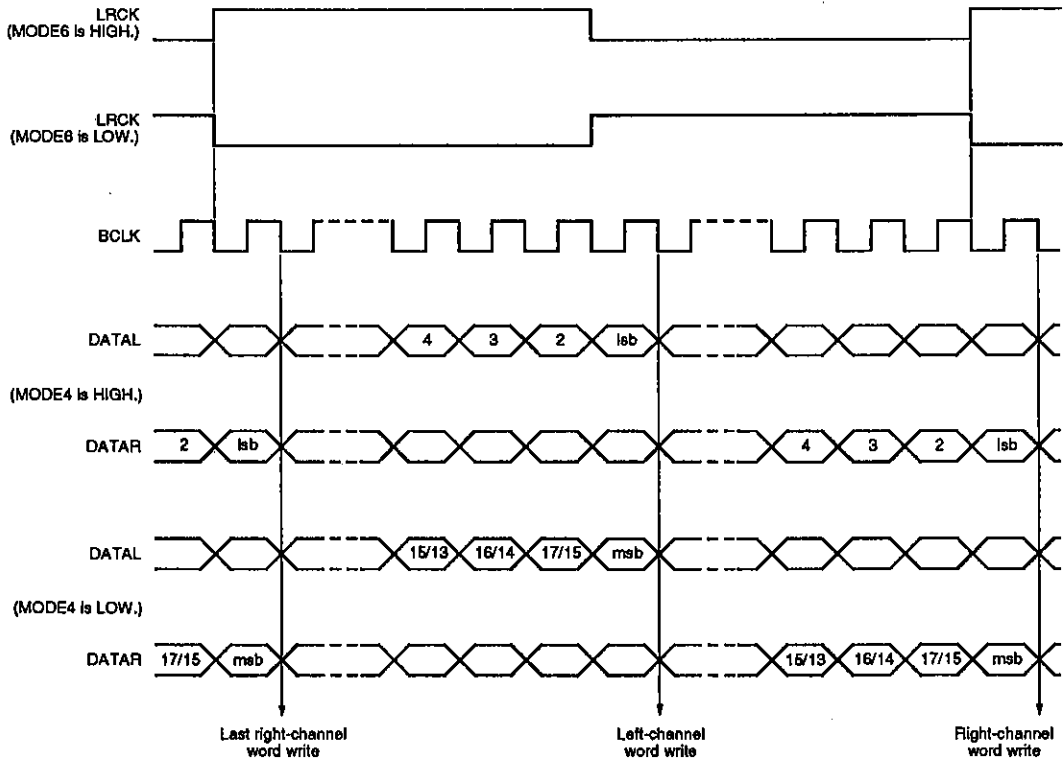 LRCK
(MODE6 is HIGH.)
LRCK
(MODE6 is LOW.)
BCLK
DATAL 4 3 2 lsb
(MODE4 is HIGH.)
DATAR 2 lsb 4 3 2 lsb
DATAL 15/13 16/14 17/15 msb
(MODE4 is LOW.)
DATAR 17/15 msb 15/13 16/14 17/15 msb
Last right-channel Left-channel Right-channel
word write word write word write